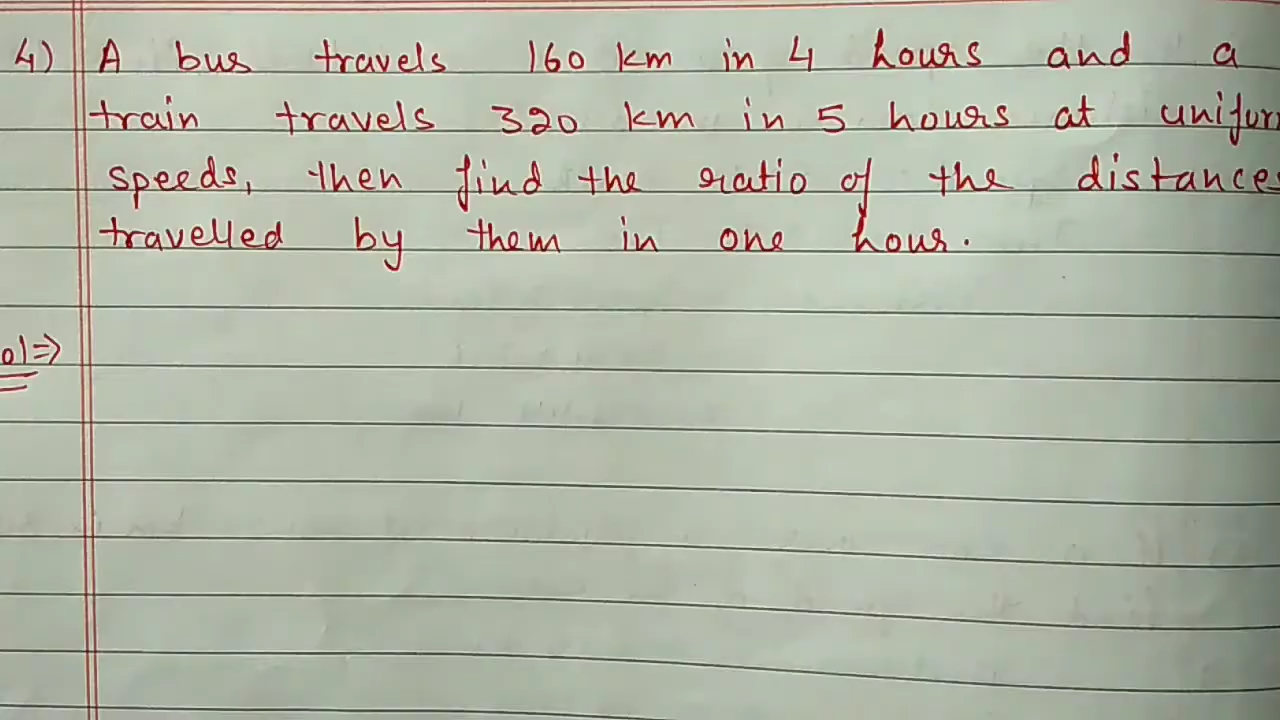 4) A bus travels 160 km in 4 hours and a
train travels 320 km in 5 hours at unifor
speeds, then find the ratio of the distances
travelled by them in one hour.
ol⇒